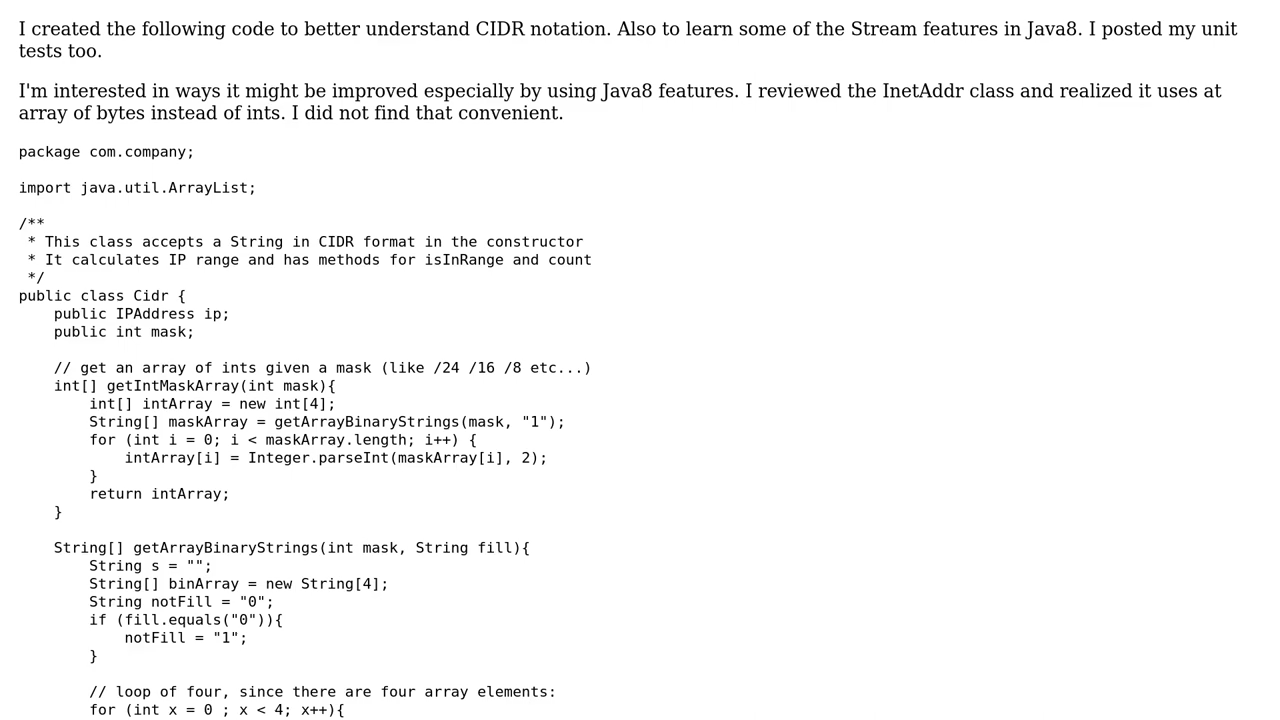 I created the following code to better understand CIDR notation. Also to learn some of the Stream features in Java8. I posted my unit
tests too.
I'm interested in ways it might be improved especially by using Java8 features. I reviewed the InetAddr class and realized it uses at
array of bytes instead of ints. I did not find that convenient.
package com.company;
import java.util.ArrayList;
/**
 * This class accepts a String in CIDR format in the constructor
 * It calculates IP range and has methods for isInRange and count
 */
public class Cidr {
    public IPAddress ip;
    public int mask;
    // get an array of ints given a mask (like /24 /16 /8 etc...)
    int[] getIntMaskArray(int mask){
        int[] intArray = new int[4];
        String[] maskArray = getArrayBinaryStrings(mask, "1");
        for (int i = 0; i < maskArray.length; i++) {
            intArray[i] = Integer.parseInt(maskArray[i], 2);
        }
        return intArray;
    }
    String[] getArrayBinaryStrings(int mask, String fill){
        String s = "";
        String[] binArray = new String[4];
        String notFill = "0";
        if (fill.equals("0")){
            notFill = "1";
        }
        // loop of four, since there are four array elements:
        for (int x = 0 ; x < 4; x++){